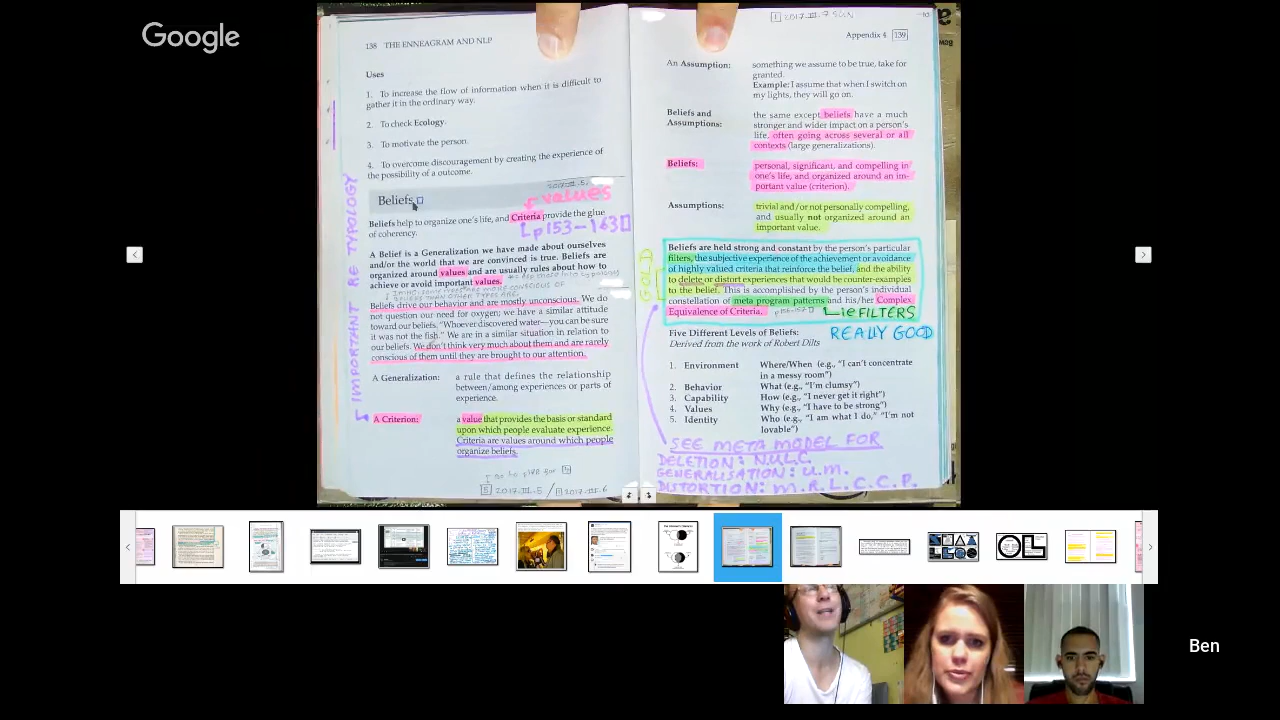 Google
138 THE ENNEAGRAM AND NLP
Uses
1. To increase the flow of information when it is difficult to
gather it in the ordinary way.
2. To check Ecology.
3. To motivate the person.
4. To overcome discouragement by creating the experience of
the possibility of a outcome.
Beliefs
values
Beliefs help to organize one's life, and Criteria provide the glue
of coherency.
p153-163
A Belief is a Generalization we have made about ourselves
and/or the world that we are convinced is true. Beliefs are
organized around values and are usually rules about how to
achieve or avoid important values.
Beliefs drive our behavior and are mostly unconscious. We do
not question our need for oxygen; we have a similar attitude
toward our beliefs. "Whoever discovered water—you can be sure
it was not the fish." We are in a similar situation in relation to
our beliefs. We don't think very much about them and are rarely
conscious of them until they are brought to our attention.
A Generalization: a rule that defines the relationship
between/among experiences or parts of
experience.
A Criterion: a value that provides the basis or standard
upon which people evaluate experience.
Criteria are values around which people
organize beliefs.
5 2017-III-5 / 2017-III-6
IMPORTANT RE TYPOLOGY
1 2017-III-7 SUN
Appendix 4 139
An Assumption: something we assume to be true, take for
granted.
Example: I assume that when I switch on
my lights, they will go on.
Beliefs and
Assumptions: the same except beliefs have a much
stronger and wider impact on a person's
life, often going across several or all
contexts (large generalizations).
Beliefs: personal, significant, and compelling in
one's life, and organized around an im-
portant value (criterion).
Assumptions: trivial and/or not personally compelling,
and usually not organized around an
important value.
GOLD
Beliefs are held strong and constant by the person's particular
filters, the subjective experience of the achievement or avoidance
of highly valued criteria that reinforce the belief, and the ability
to delete or distort experiences that would be counter-examples
to the belief. This is accomplished by the person's individual
constellation of meta program patterns and his/her Complex
Equivalence of Criteria.
ie FILTERS
REALLY GOOD
Five Different Levels of Beliefs:
Derived from the work of Robert Dilts
1. Environment Where/When (e.g., "I can't concentrate
in a messy room")
2. Behavior What (e.g., "I'm clumsy")
3. Capability How (e.g., "I never get it right")
4. Values Why (e.g., "I have to be strong")
5. Identity Who (e.g., "I am what I do," "I'm not
lovable")
SEE META MODEL FOR
DELETION: N.U.L.C.
GENERALISATION: U.M.
DISTORTION: M.R.L.C.C.P.
Ben